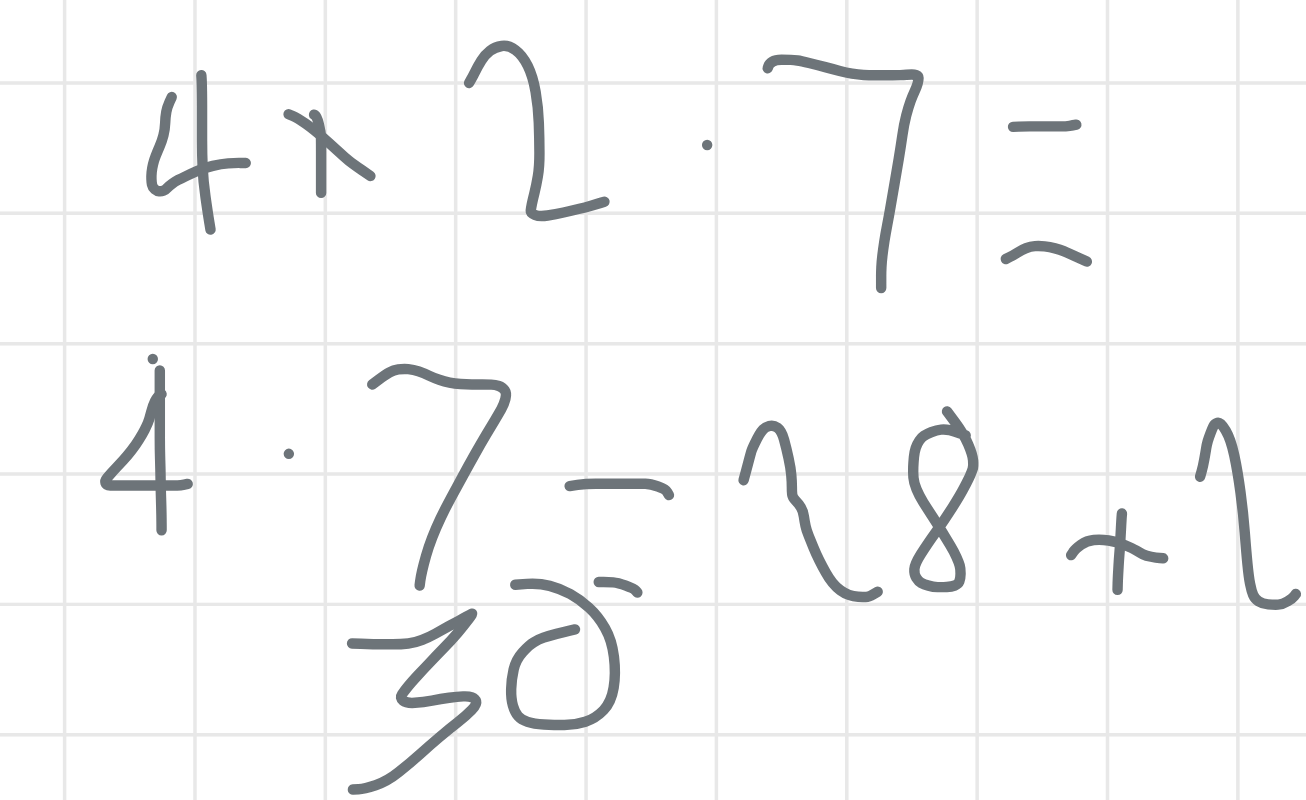 4 + 2 · 7 =
4 · 7 = 28 + 2
30